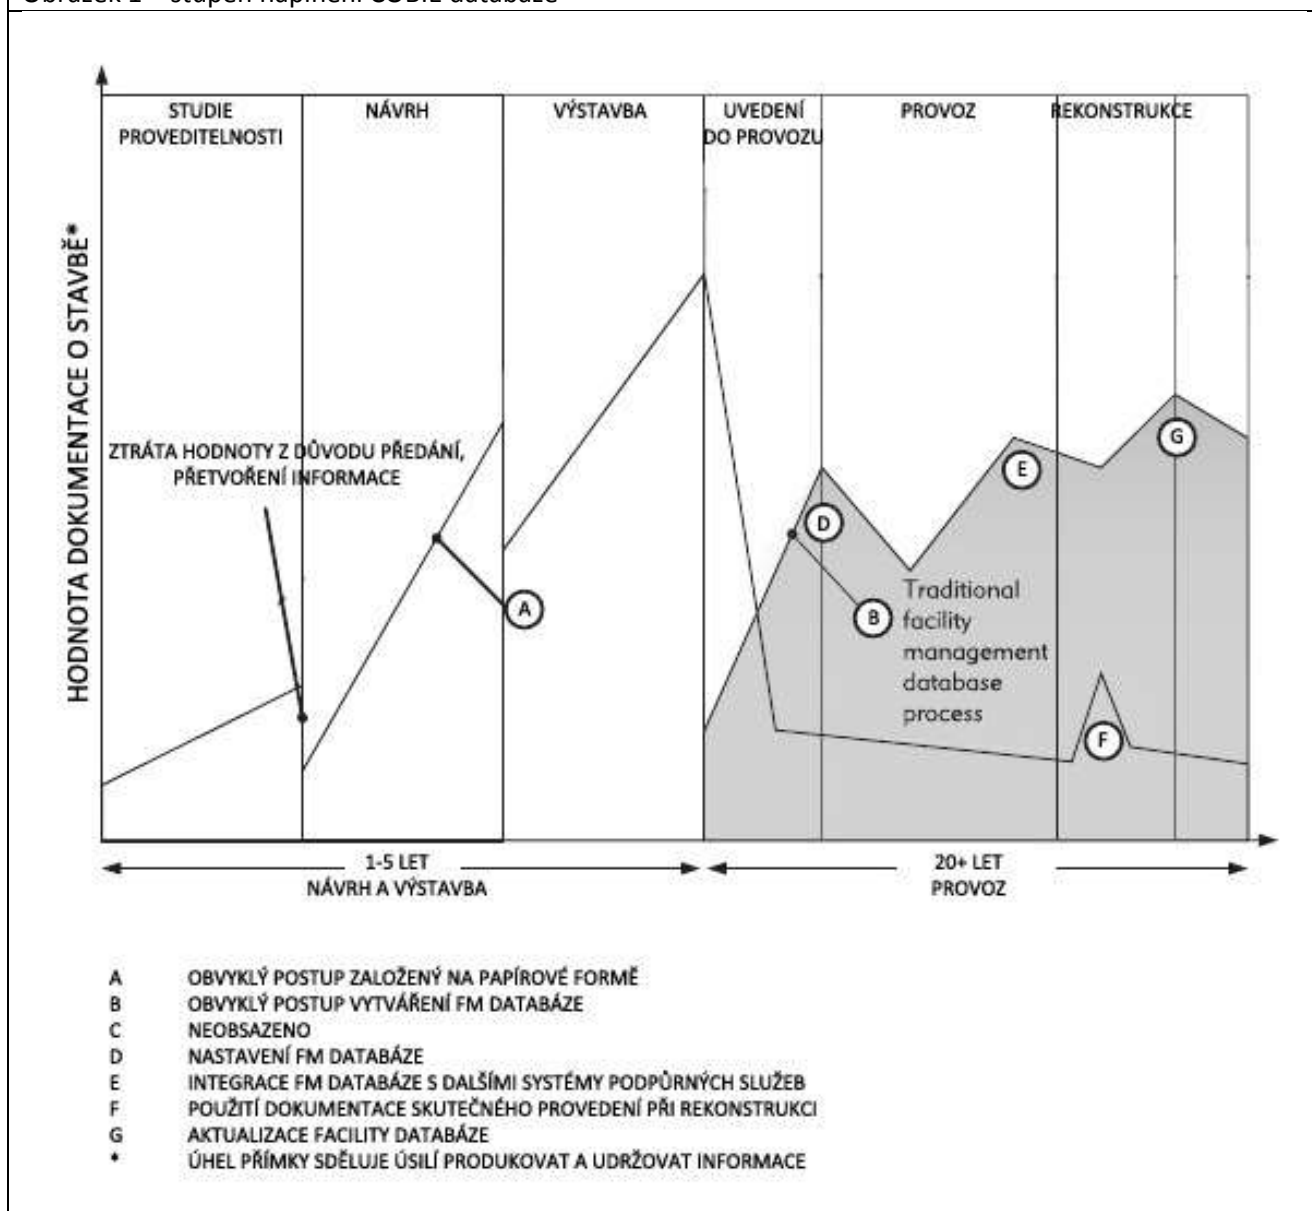 STUDIE
PROVEDITELNOSTI
NÁVRH
VÝSTAVBA
UVEDENÍ
DO PROVOZU
PROVOZ
REKONSTRUKCE
HODNOTA DOKUMENTACE O STAVBĚ*
ZTRÁTA HODNOTY Z DŮVODU PŘEDÁNÍ,
PŘETVOŘENÍ INFORMACE
A
D
B
E
G
F
Traditional
facility
management
database
process
1-5 LET
NÁVRH A VÝSTAVBA
20+ LET
PROVOZ
A OBVYKLÝ POSTUP ZALOŽENÝ NA PAPÍROVÉ FORMĚ
B OBVYKLÝ POSTUP VYTVÁŘENÍ FM DATABÁZE
C NEOBSAZENO
D NASTAVENÍ FM DATABÁZE
E INTEGRACE FM DATABÁZE S DALŠÍMI SYSTÉMY PODPŮRNÝCH SLUŽEB
F POUŽITÍ DOKUMENTACE SKUTEČNÉHO PROVEDENÍ PŘI REKONSTRUKCI
G AKTUALIZACE FACILITY DATABÁZE
* ÚHEL PŘÍMKY SDĚLUJE ÚSILÍ PRODUKOVAT A UDRŽOVAT INFORMACE